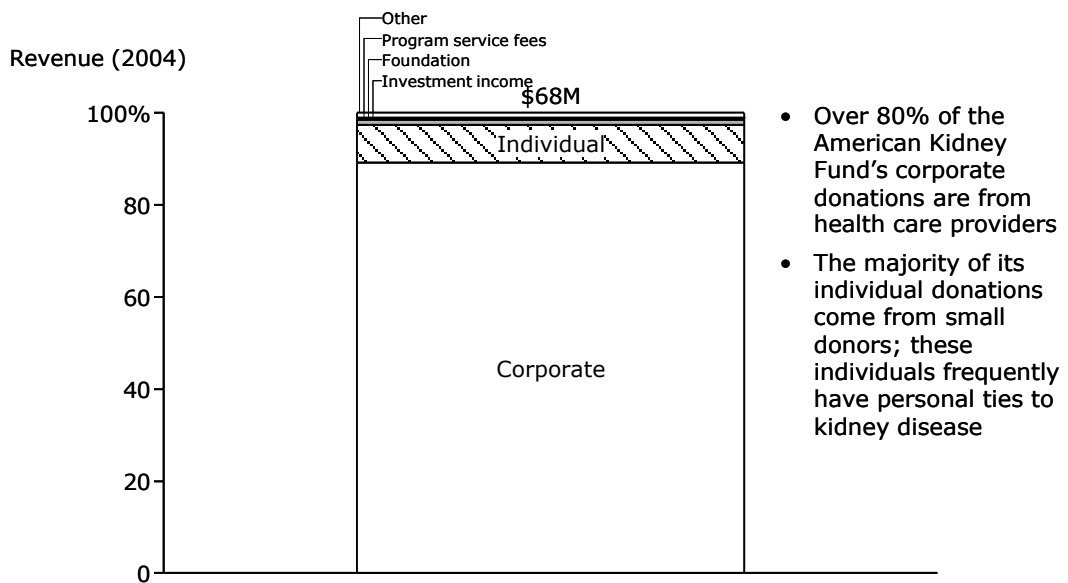 Other
Program service fees
Foundation
Investment income
Revenue (2004)
$68M
100%
80
60
40
20
0
Individual
Corporate
• Over 80% of the
American Kidney
Fund's corporate
donations are from
health care providers
• The majority of its
individual donations
come from small
donors; these
individuals frequently
have personal ties to
kidney disease